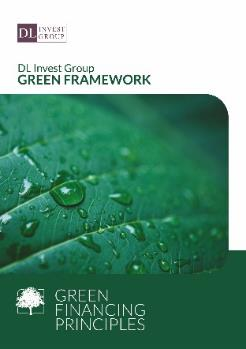 DL INVEST
GROUP
DL Invest Group
GREEN FRAMEWORK
GREEN
FINANCING
PRINCIPLES